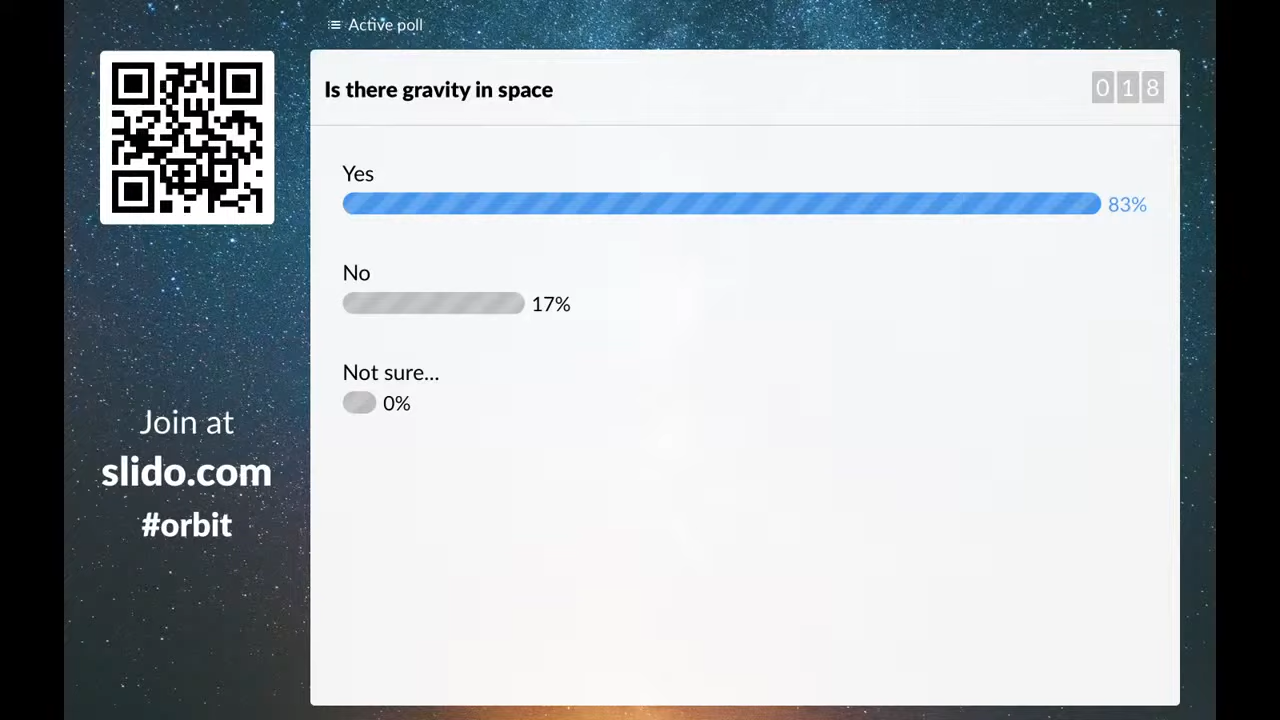 Active poll
Is there gravity in space
018
Yes
83%
No
17%
Not sure...
0%
Join at
slido.com
#orbit